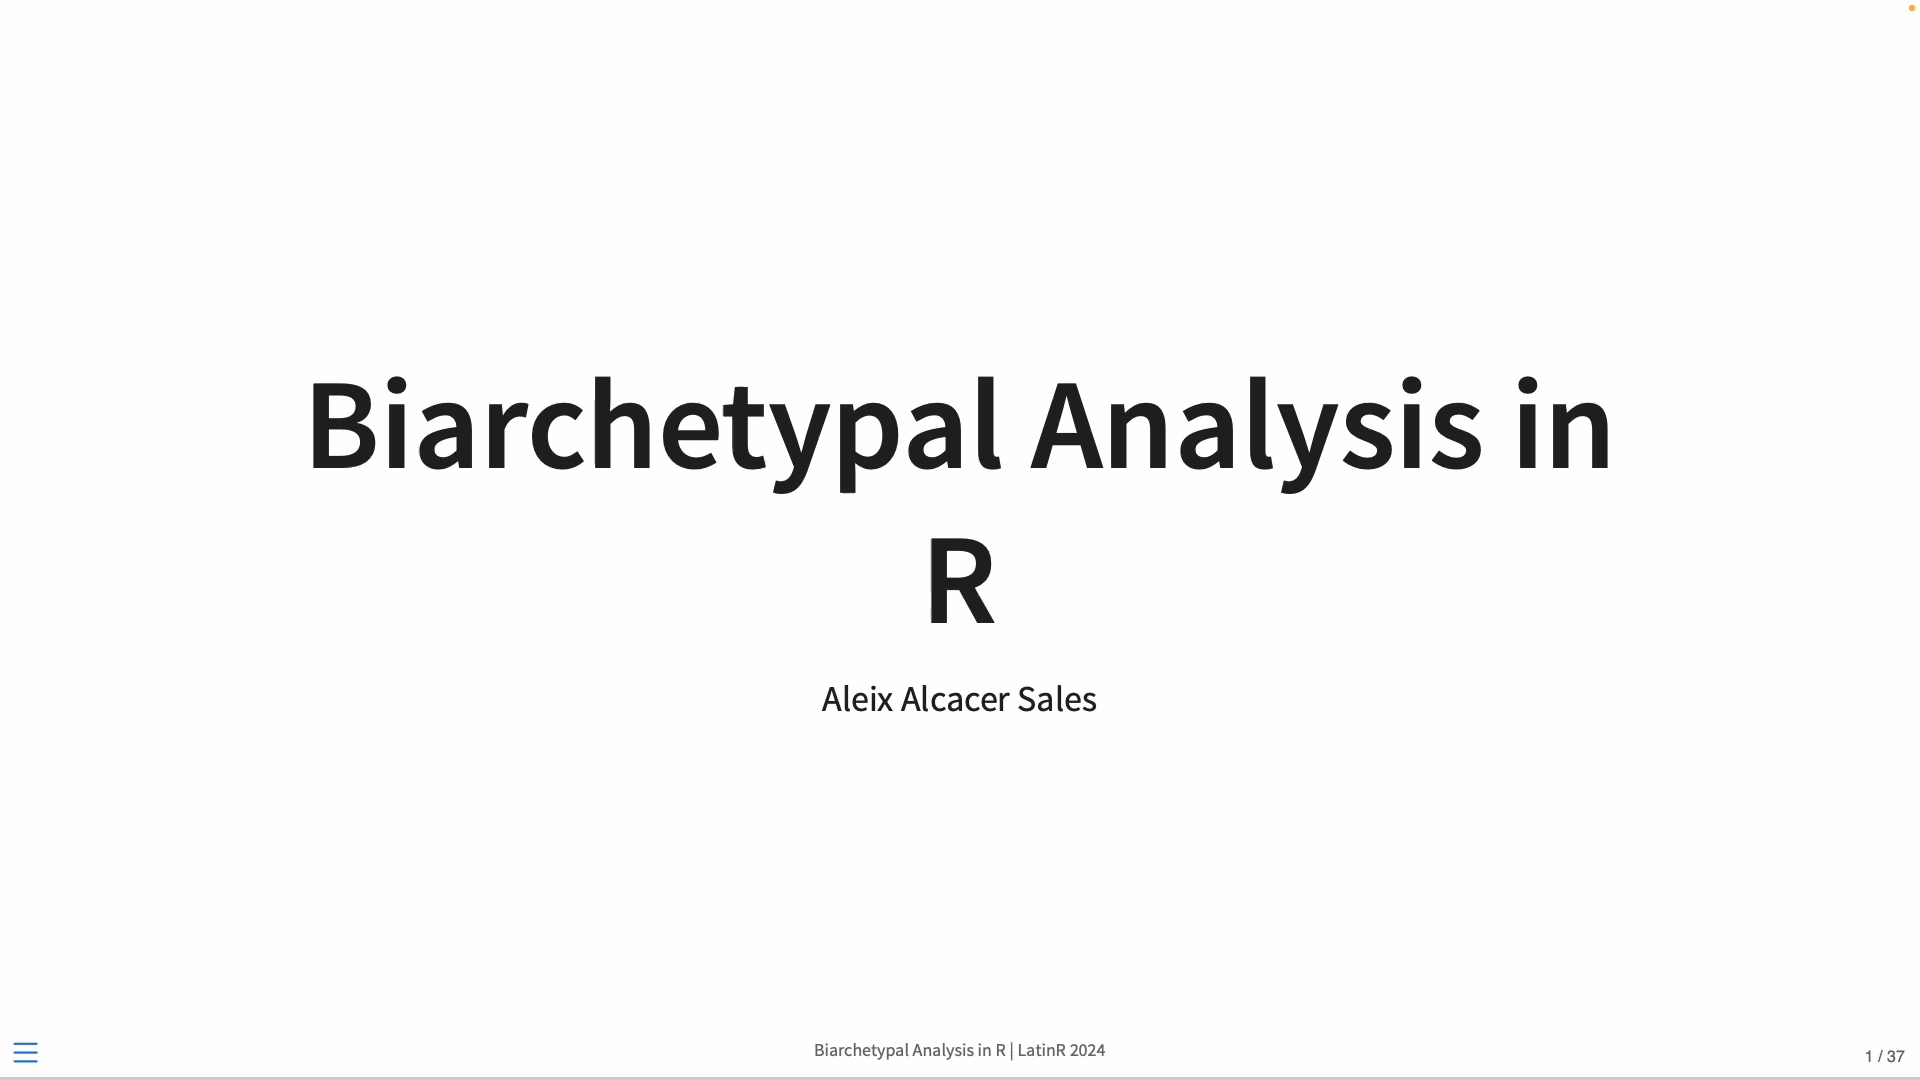 Biarchetypal Analysis in
R
Aleix Alcacer Sales
Biarchetypal Analysis in R | LatinR 2024
1 / 37